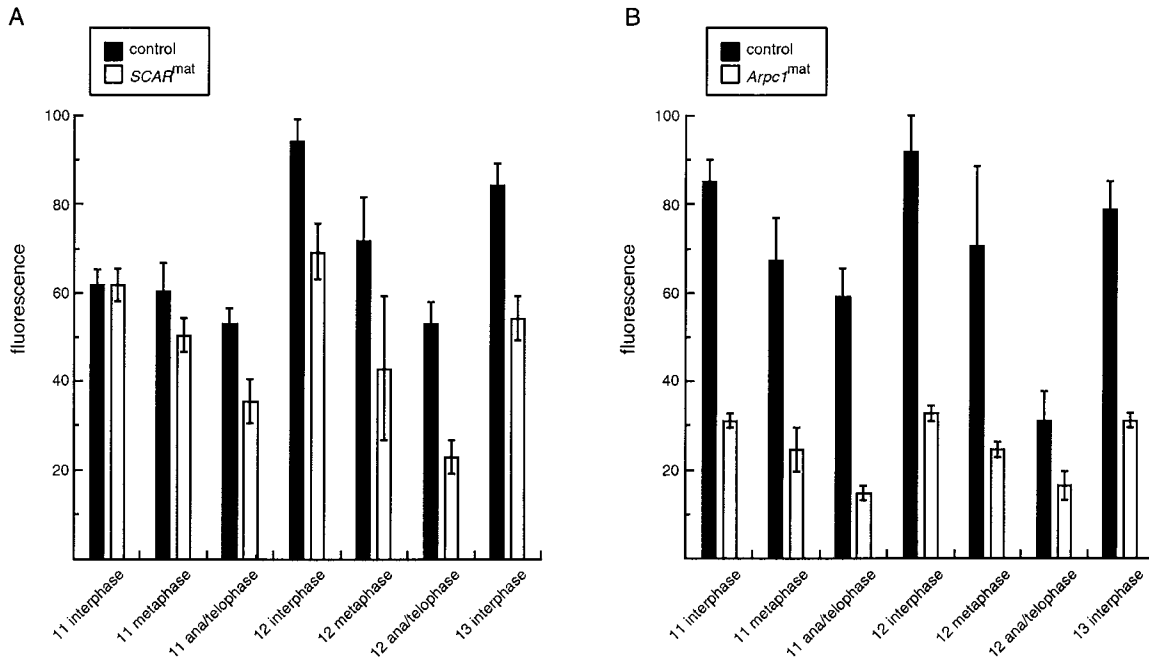 A
control
SCARmat
100
80
60
40
20
fluorescence
11 interphase
11 metaphase
11 ana/telophase
12 interphase
12 metaphase
12 ana/telophase
13 interphase
B
control
Arpc1mat
100
80
60
40
20
fluorescence
11 interphase
11 metaphase
11 ana/telophase
12 interphase
12 metaphase
12 ana/telophase
13 interphase